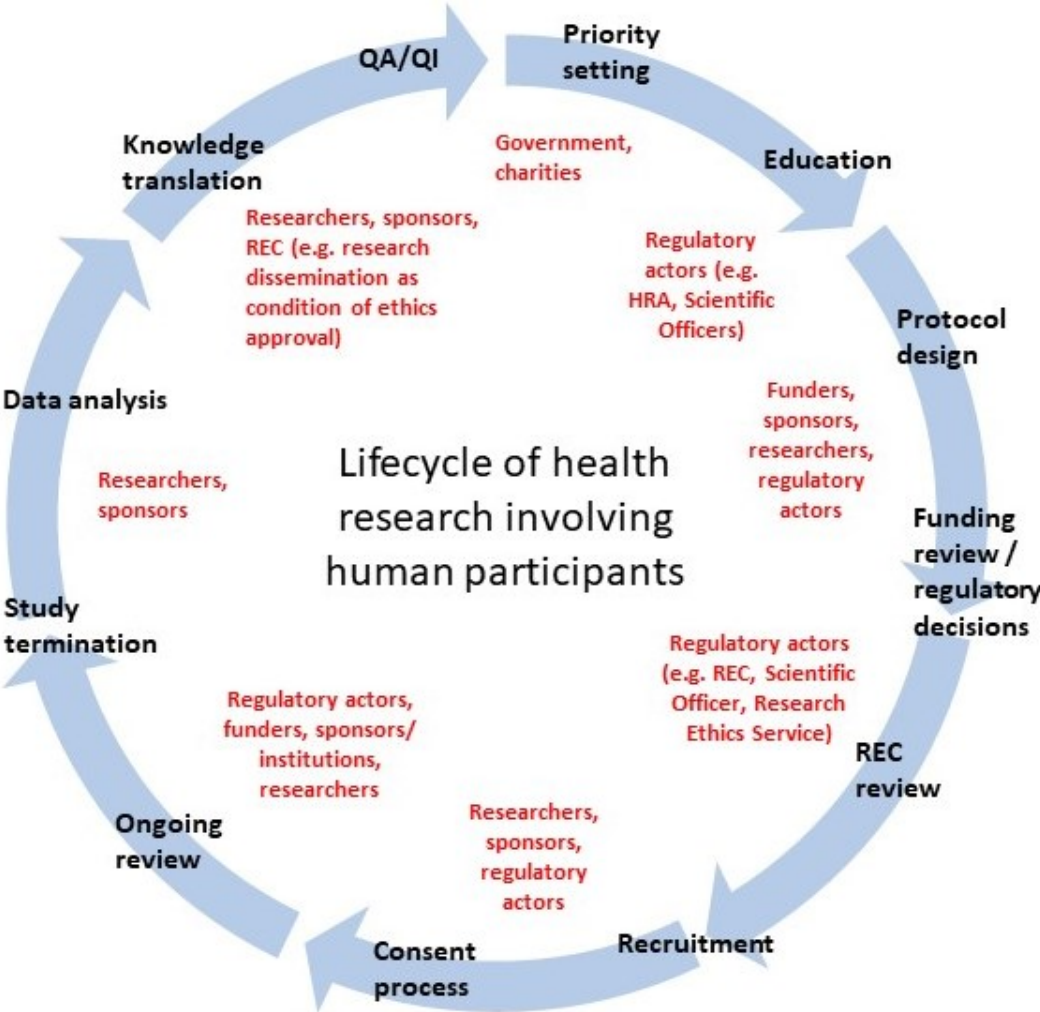 QA/QI
Priority
setting
Education
Protocol
design
Funding
review /
regulatory
decisions
REC
review
Recruitment
Consent
process
Ongoing
review
Study
termination
Data analysis
Knowledge
translation
Government,
charities
Regulatory
actors (e.g.
HRA, Scientific
Officers)
Funders,
sponsors,
researchers,
regulatory
actors
Regulatory actors
(e.g. REC, Scientific
Officer, Research
Ethics Service)
Researchers,
sponsors,
regulatory
actors
Regulatory actors,
funders, sponsors/
institutions,
researchers
Researchers,
sponsors
Researchers, sponsors,
REC (e.g. research
dissemination as
condition of ethics
approval)
Lifecycle of health
research involving
human participants